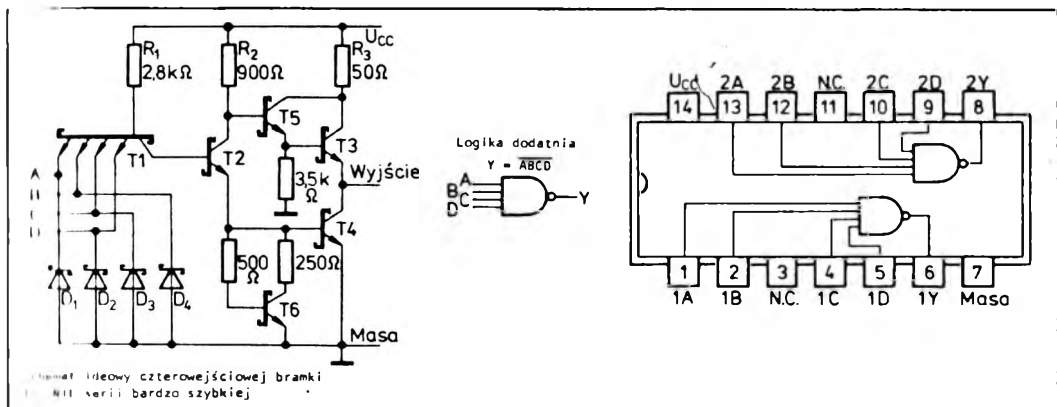 UCC
R1
2,8kΩ
R2
900Ω
R3
50Ω
T5
T1
T2
T3
3,5k
Ω
Wyjście
A
T4
500
Ω
250Ω
D1
D2
D3
D4
T6
Masa
ideowy czterowejściowej bramki
serii bardzo szybkiej
Logika dodatnia
Y = ABCD
A
B
C
D
Y
Ucc
2A
2B
N.C.
2C
2D
2Y
14
13
12
11
10
9
8
1
2
3
4
5
6
7
1A
1B
N.C.
1C
1D
1Y
Masa